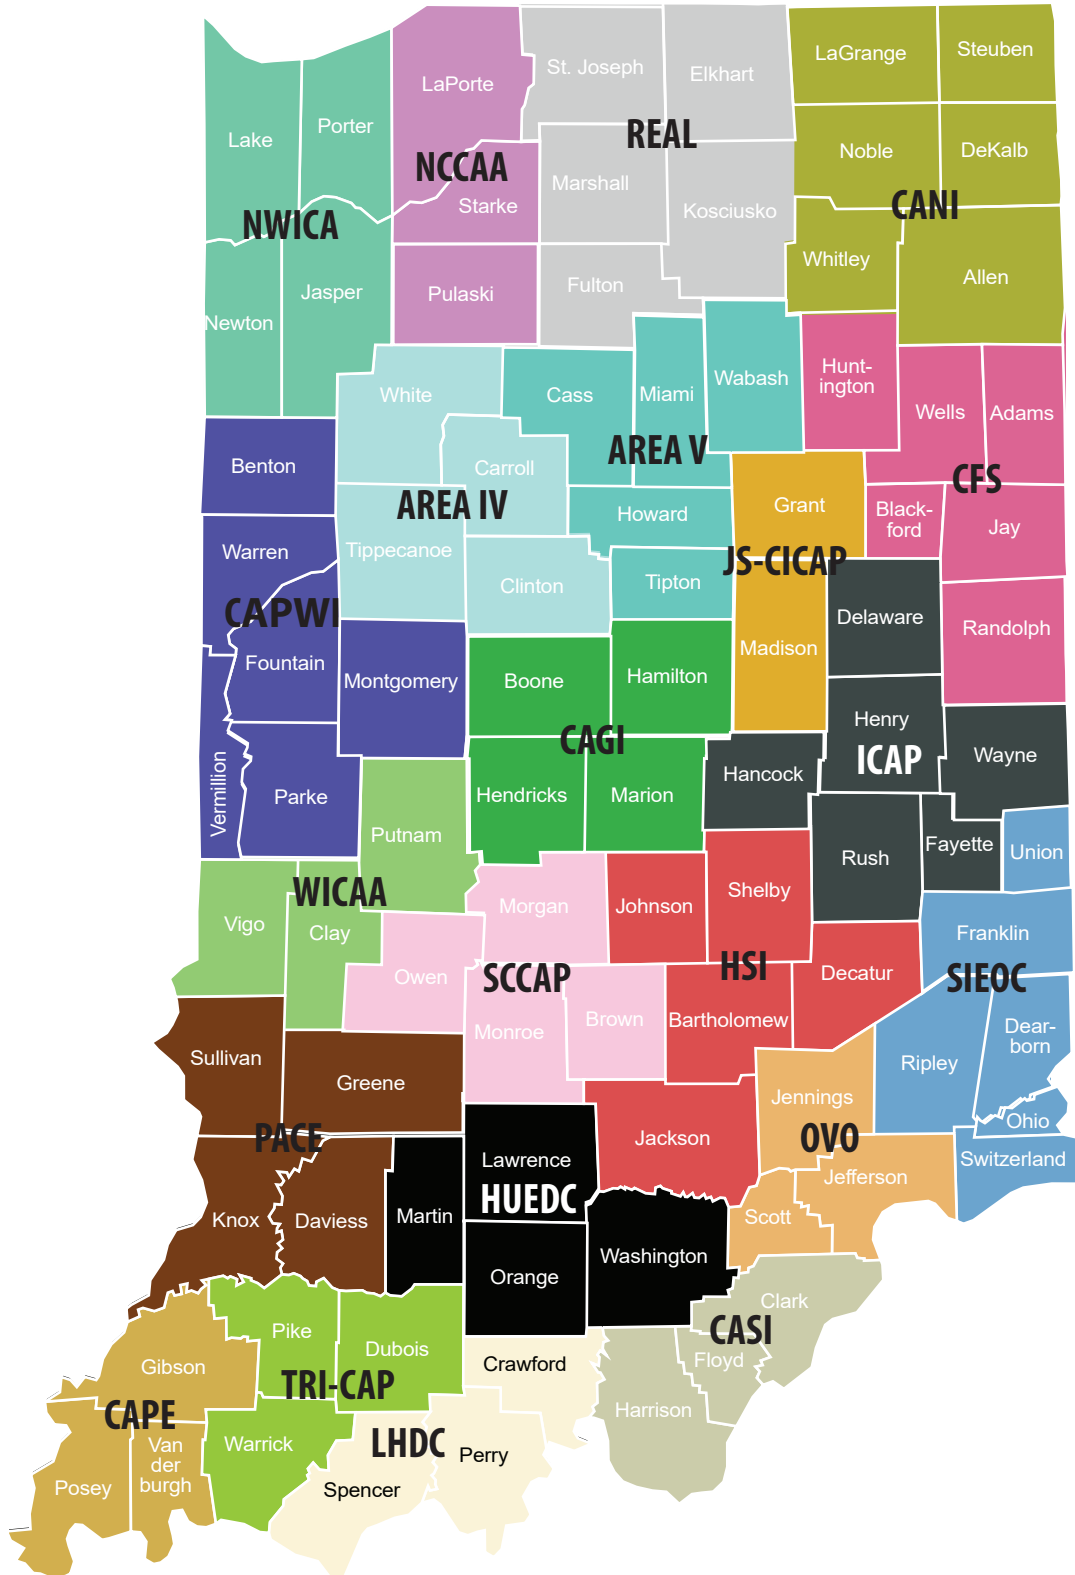 LaGrange
Steuben
St. Joseph
Elkhart
LaPorte
Porter
Lake
REAL
Noble
DeKalb
NCCAA
Marshall
Starke
Kosciusko
CANI
NWICA
Whitley
Allen
Jasper
Pulaski
Fulton
Newton
Hunt-
ington
Wabash
White
Cass
Miami
Wells
Adams
AREA V
Benton
Carroll
CFS
AREA IV
Grant
Howard
Black-
ford
Jay
Warren
Tippecanoe
JS-CICAP
Clinton
Tipton
CAPWI
Delaware
Randolph
Fountain
Madison
Montgomery
Boone
Hamilton
Henry
CAGI
ICAP
Wayne
Hancock
Vermillion
Parke
Hendricks
Marion
Putnam
Rush
Fayette
Union
WICAA
Shelby
Vigo
Clay
Morgan
Johnson
Franklin
HSI
SCCAP
Owen
Decatur
SIEOC
Monroe
Brown
Bartholomew
Dear-
born
Sullivan
Ripley
Greene
Jennings
Ohio
PACE
Jackson
OVO
Lawrence
Switzerland
HUEDC
Jefferson
Knox
Daviess
Martin
Scott
Washington
Orange
Clark
Pike
CASI
Dubois
Gibson
Crawford
Floyd
TRI-CAP
CAPE
Harrison
Warrick
LHDC
Perry
Van
der
burgh
Posey
Spencer